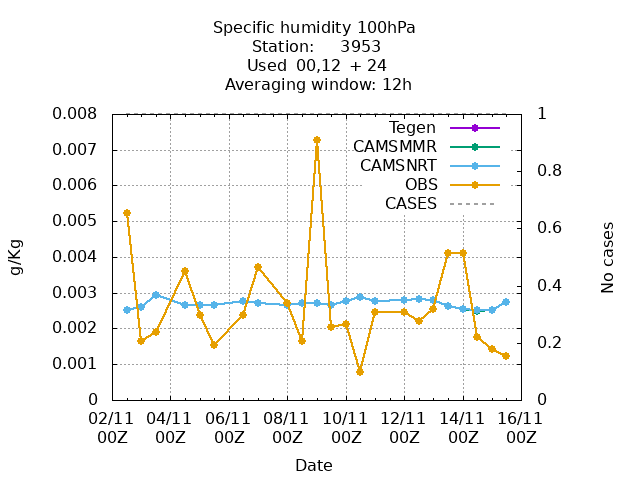 Specific humidity 100hPa
Station:     3953
Used  00,12  + 24
Averaging window: 12h
0.008
0.007
0.006
0.005
0.004
0.003
0.002
0.001
0
g/Kg
1
0.8
0.6
0.4
0.2
0
No cases
Tegen
CAMSMMR
CAMSNRT
OBS
CASES
02/11 04/11 06/11 08/11 10/11 12/11 14/11 16/11
00Z 00Z 00Z 00Z 00Z 00Z 00Z 00Z
Date